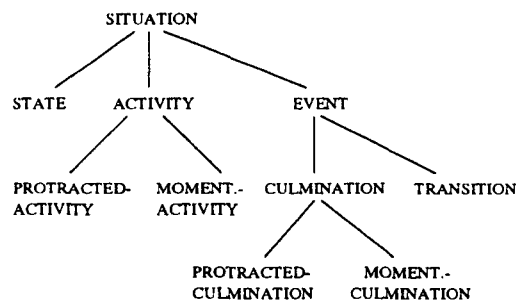 SITUATION
STATE ACTIVITY EVENT
PROTRACTED- MOMENT.- CULMINATION TRANSITION
ACTIVITY ACTIVITY
PROTRACTED- MOMENT.-
CULMINATION CULMINATION